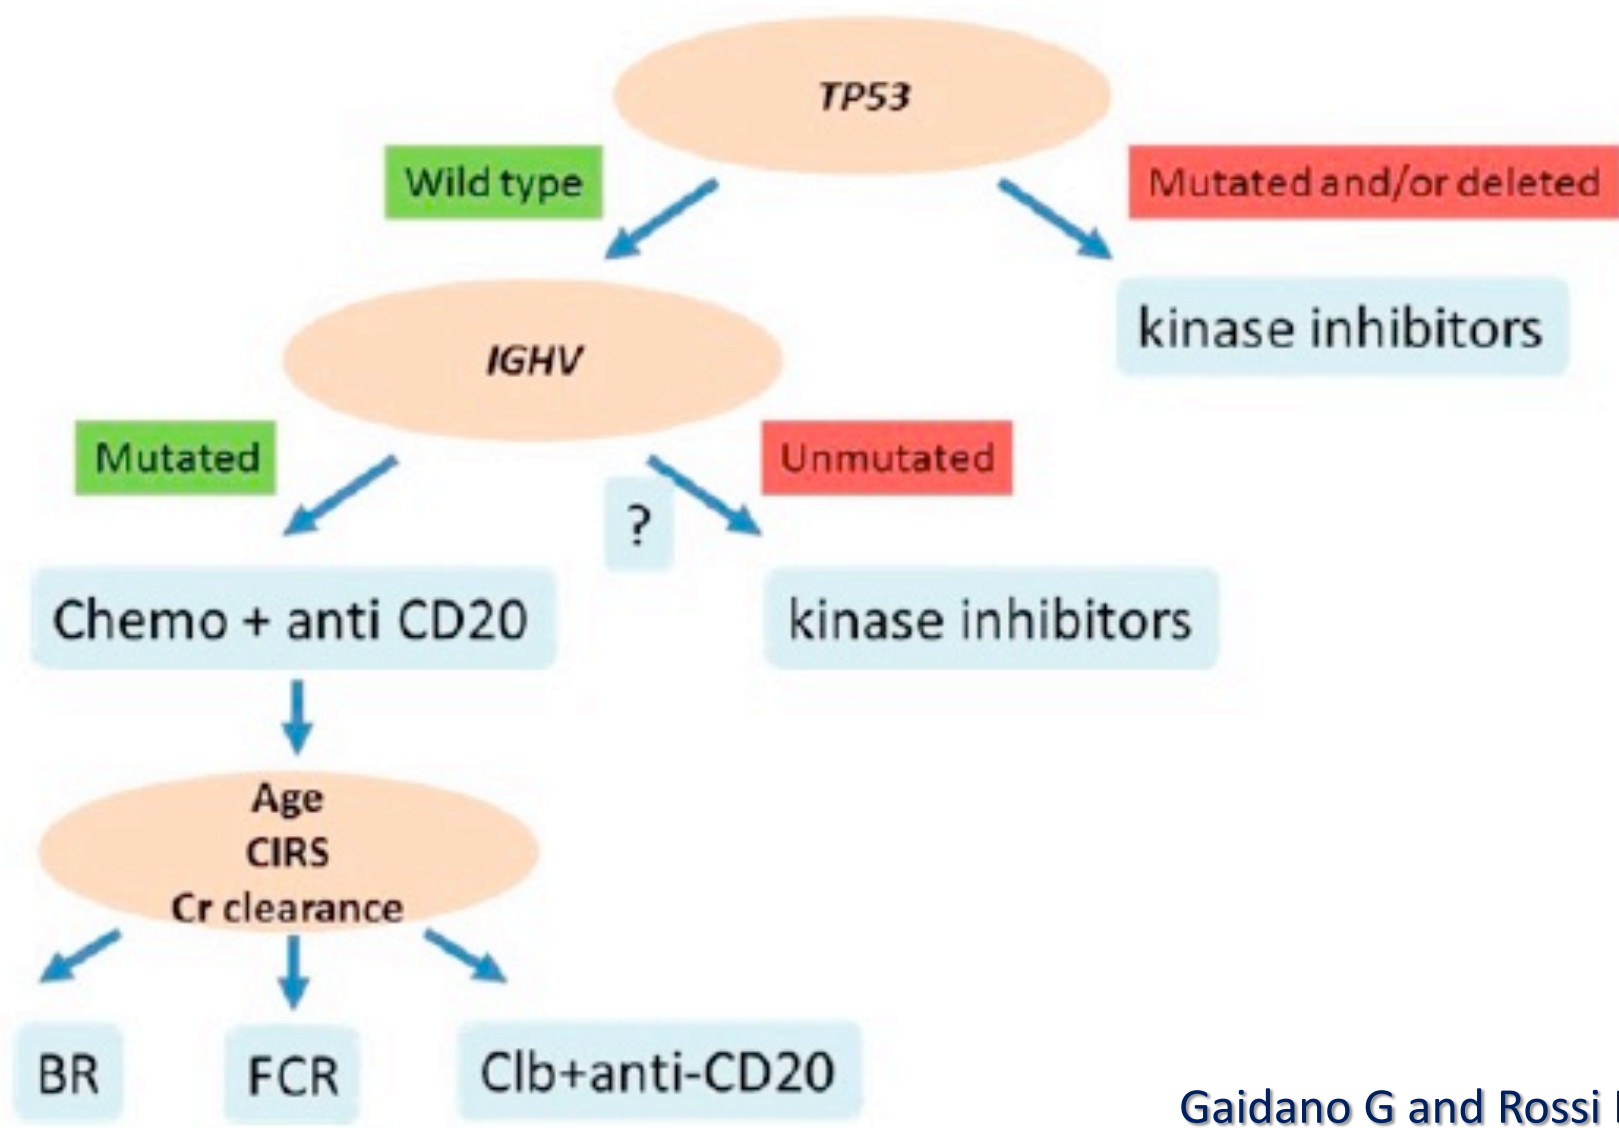 TP53
Wild type
Mutated and/or deleted
kinase inhibitors
IGHV
Mutated
Unmutated
?
Chemo + anti CD20
kinase inhibitors
Age
CIRS
Cr clearance
BR
FCR
Clb+anti-CD20
Gaidano G and Rossi